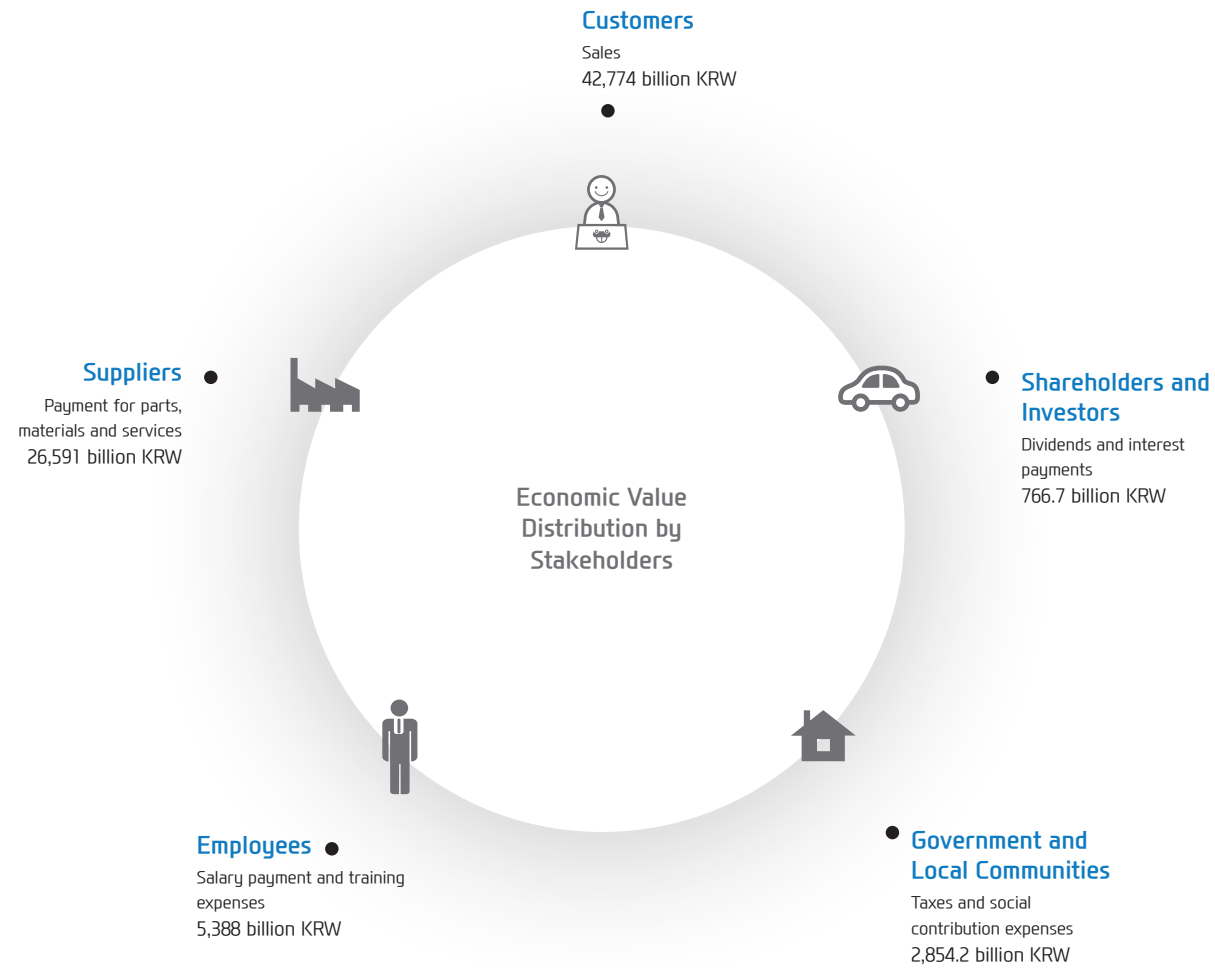 Customers
Sales
42,774 billion KRW
Suppliers
Payment for parts,
materials and services
26,591 billion KRW
Shareholders and
Investors
Dividends and interest
payments
766.7 billion KRW
Economic Value
Distribution by
Stakeholders
Employees
Salary payment and training
expenses
5,388 billion KRW
Government and
Local Communities
Taxes and social
contribution expenses
2,854.2 billion KRW